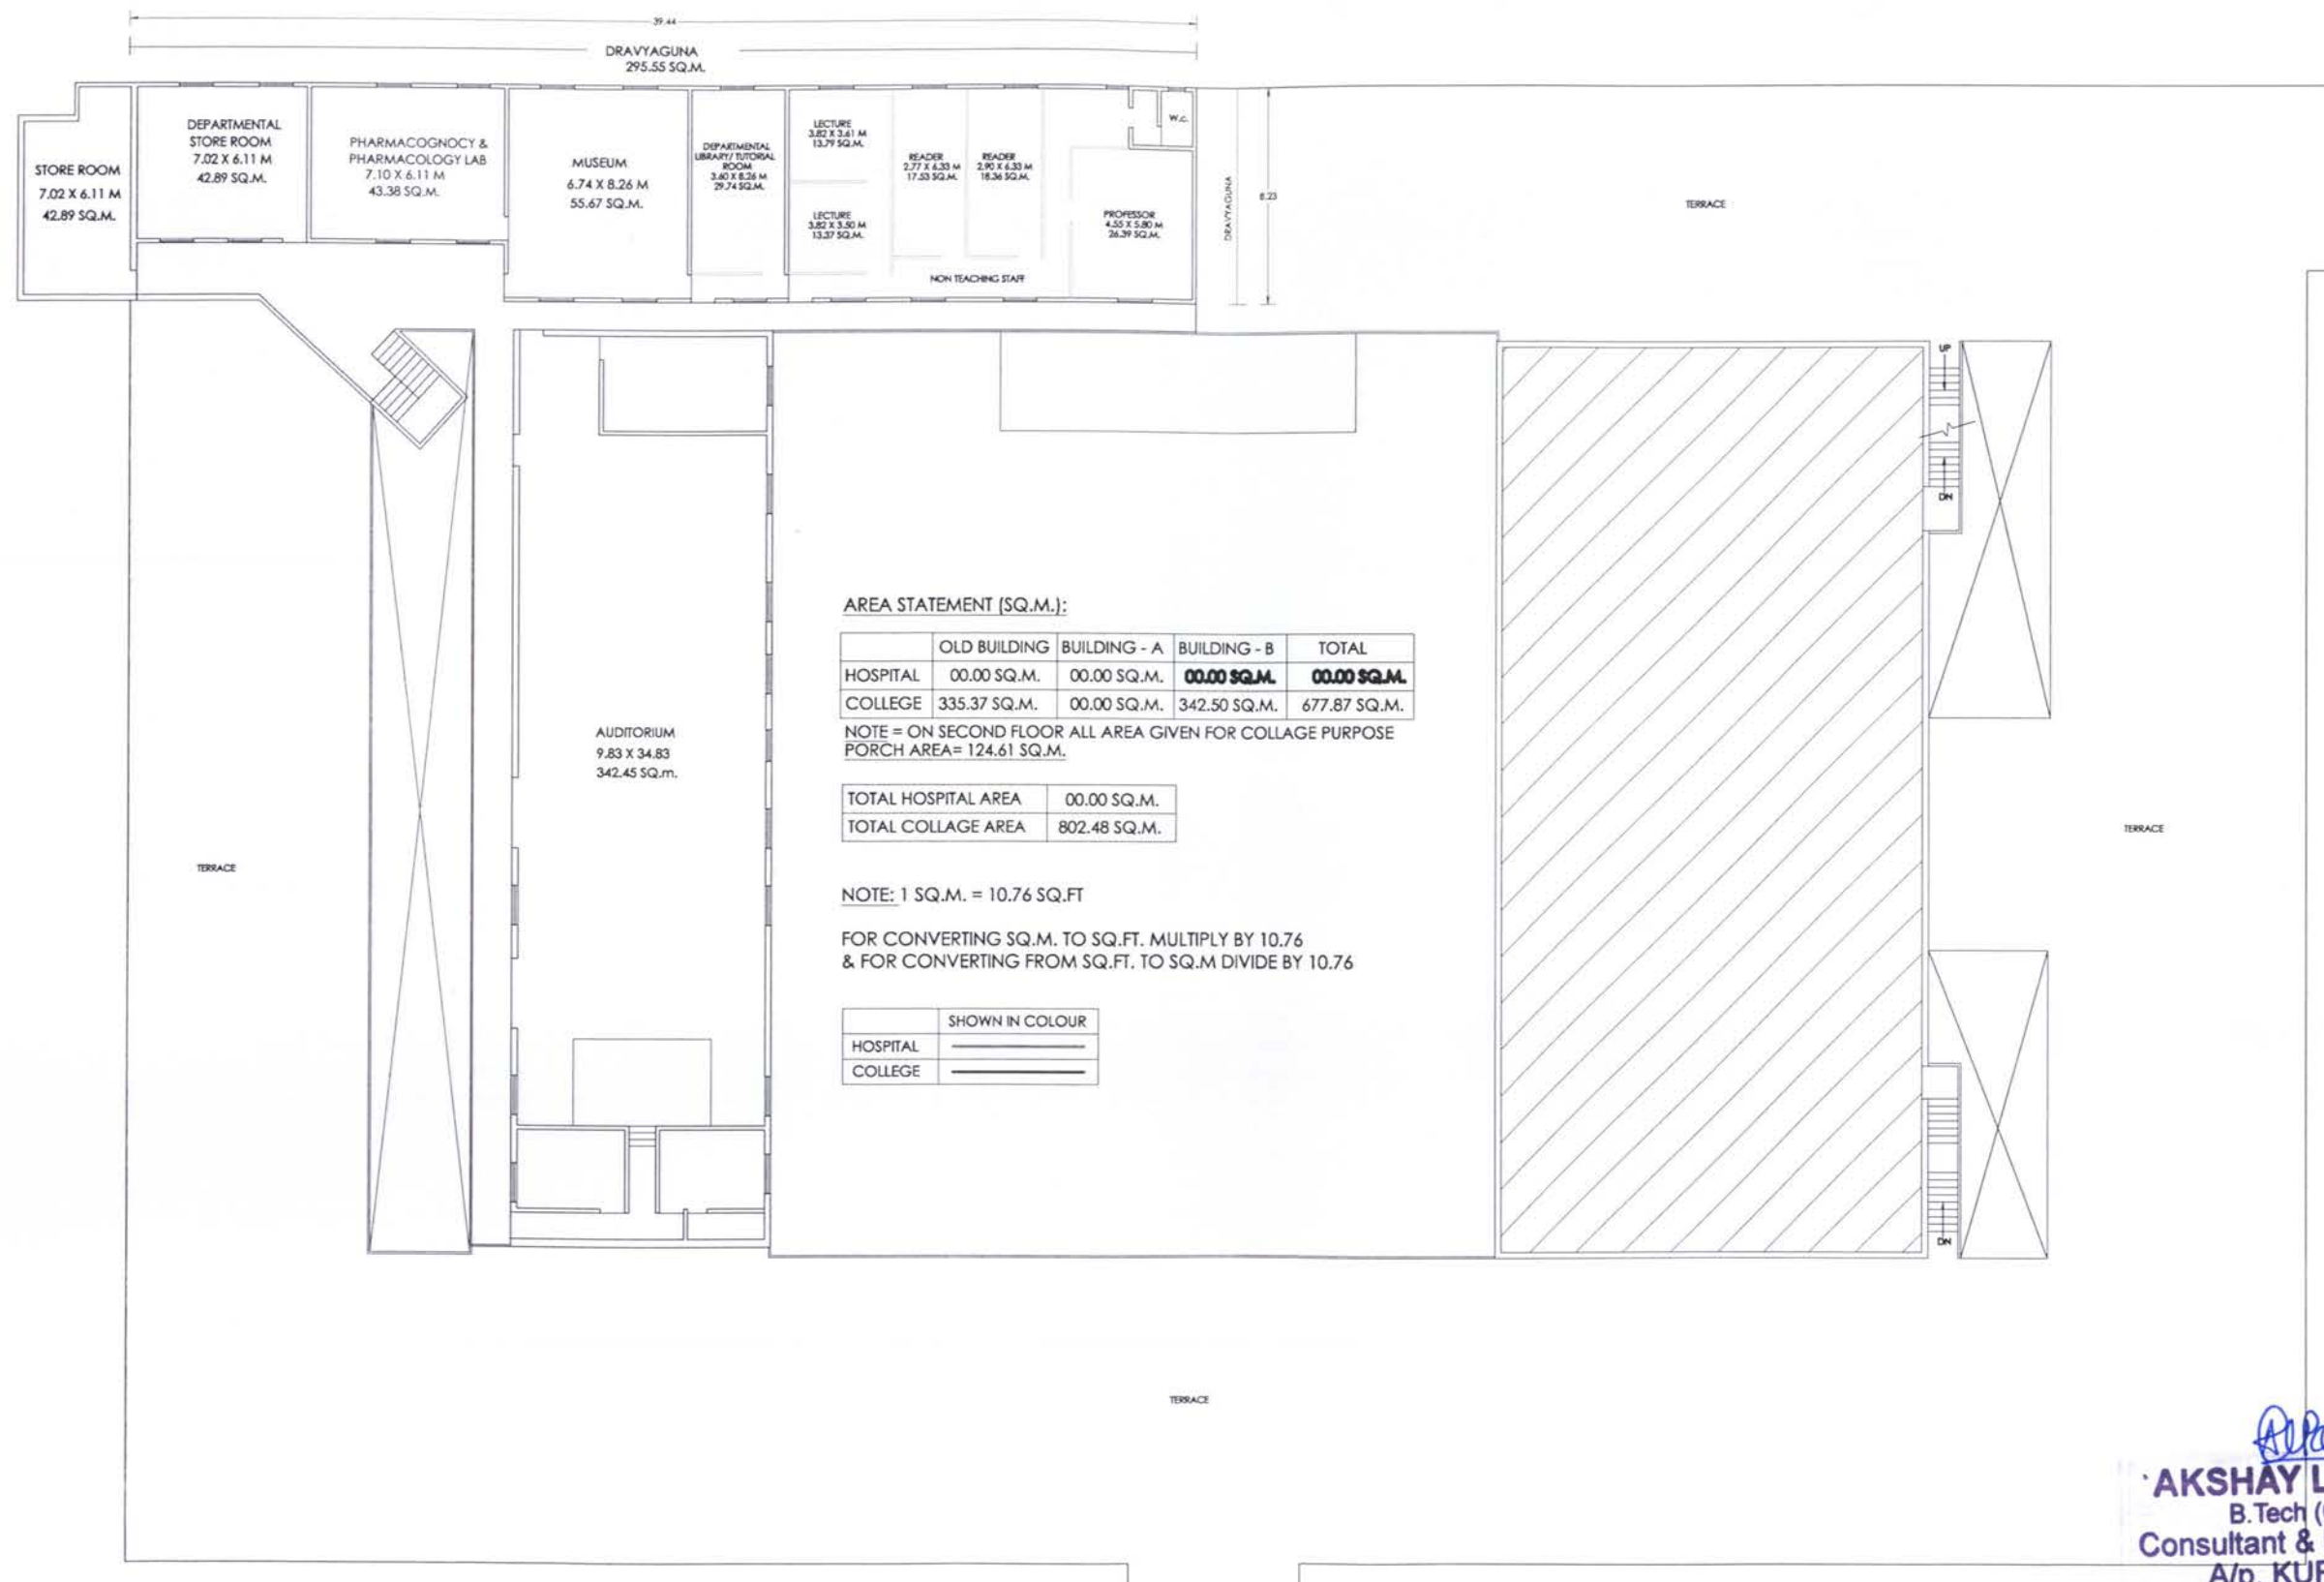 39.44
DRAVYAGUNA
295.55 SQ.M.
STORE ROOM
7.02 X 6.11 M
42.89 SQ.M.
DEPARTMENTAL
STORE ROOM
7.02 X 6.11 M
42.89 SQ.M.
PHARMACOGNOCY &
PHARMACOLOGY LAB
7.10 X 6.11 M
43.38 SQ.M.
MUSEUM
6.74 X 8.26 M
55.67 SQ.M.
DEPARTMENTAL
LIBRARY/ TUTORIAL
ROOM
3.60 X 8.26 M
29.74 SQ.M.
LECTURE
3.82 X 3.61 M
13.79 SQ.M.
LECTURE
3.82 X 3.50 M
13.37 SQ.M.
READER
2.77 X 6.33 M
17.53 SQ.M.
READER
2.90 X 6.33 M
18.36 SQ.M.
NON TEACHING STAFF
W.C.
PROFESSOR
4.55 X 5.80 M
26.39 SQ.M.
DRAVYAGUNA
8.23
TERRACE
UP
DN
AREA STATEMENT (SQ.M.):
OLD BUILDING BUILDING - A BUILDING - B TOTAL
HOSPITAL 00.00 SQ.M. 00.00 SQ.M. 00.00 SQ.M. 00.00 SQ.M.
COLLEGE 335.37 SQ.M. 00.00 SQ.M. 342.50 SQ.M. 677.87 SQ.M.
NOTE = ON SECOND FLOOR ALL AREA GIVEN FOR COLLAGE PURPOSE
PORCH AREA= 124.61 SQ.M.
AUDITORIUM
9.83 X 34.83
342.45 SQ.m.
TOTAL HOSPITAL AREA 00.00 SQ.M.
TOTAL COLLAGE AREA 802.48 SQ.M.
TERRACE
TERRACE
NOTE: 1 SQ.M. = 10.76 SQ.FT
FOR CONVERTING SQ.M. TO SQ.FT. MULTIPLY BY 10.76
& FOR CONVERTING FROM SQ.FT. TO SQ.M DIVIDE BY 10.76
SHOWN IN COLOUR
HOSPITAL
COLLEGE
DN
TERRACE
AKSHAY L
B.Tech (
Consultant &
A/p. KUR